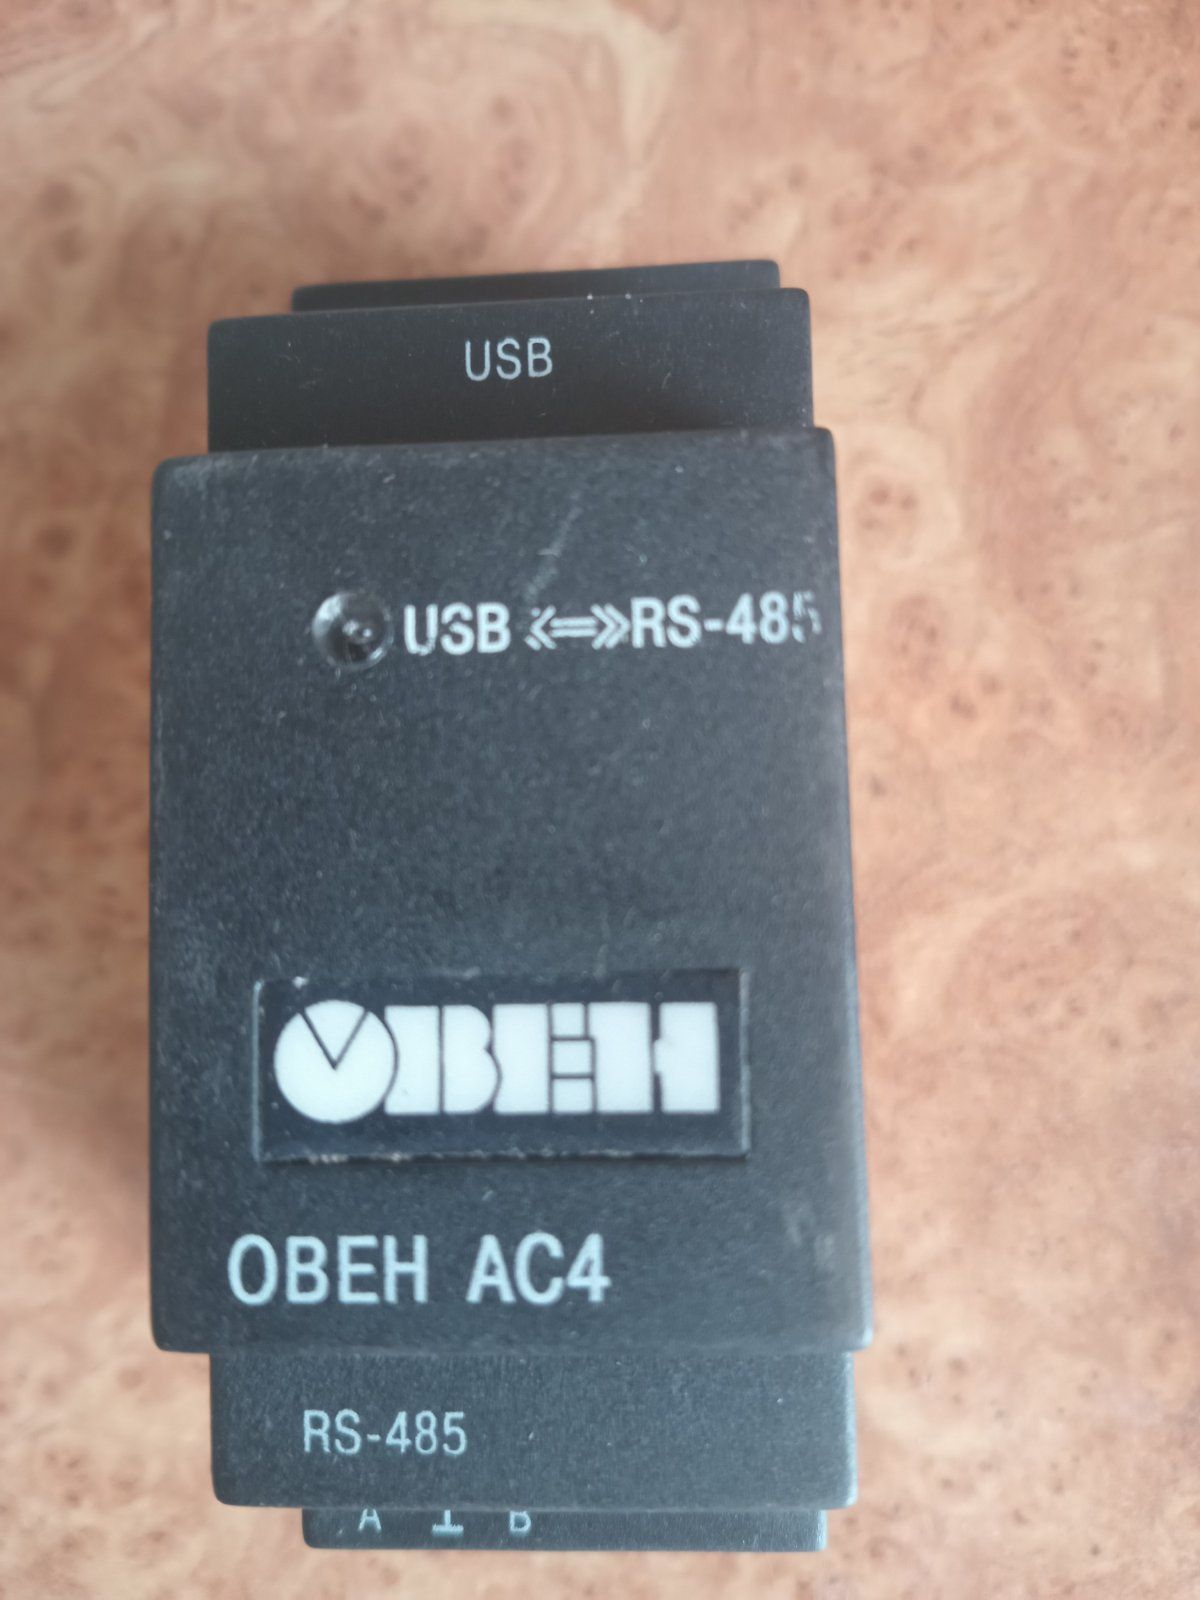 USB
USB <=> RS-485
ОВЕН
ОВЕН АС4
RS-485
A ⊥ B